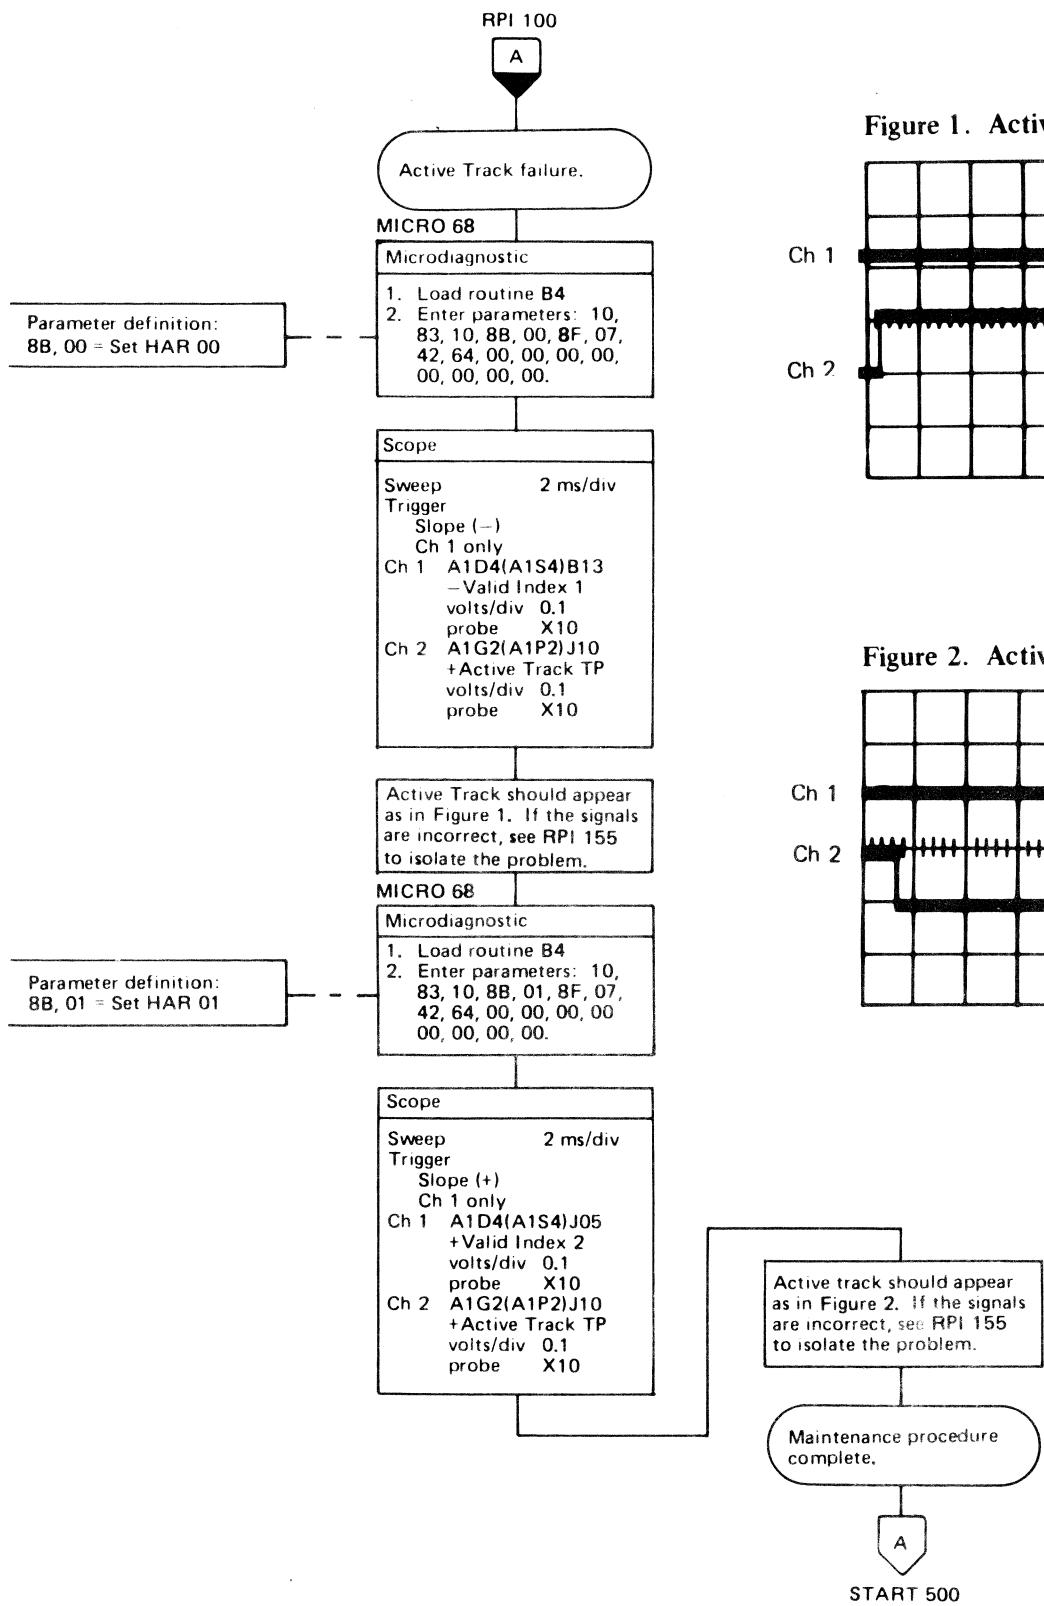 RPI 100
A
Active Track failure.
MICRO 68
Microdiagnostic
1. Load routine B4
2. Enter parameters: 10,
83, 10, 8B, 00, 8F, 07,
42, 64, 00, 00, 00, 00,
00, 00, 00, 00.
Parameter definition:
8B, 00 = Set HAR 00
Scope
Sweep 2 ms/div
Trigger
Slope (−)
Ch 1 only
Ch 1 A1D4(A1S4)B13
−Valid Index 1
volts/div 0.1
probe X10
Ch 2 A1G2(A1P2)J10
+Active Track TP
volts/div 0.1
probe X10
Active Track should appear
as in Figure 1. If the signals
are incorrect, see RPI 155
to isolate the problem.
MICRO 68
Microdiagnostic
1. Load routine B4
2. Enter parameters: 10,
83, 10, 8B, 01, 8F, 07,
42, 64, 00, 00, 00, 00
00, 00, 00, 00.
Parameter definition:
8B, 01 = Set HAR 01
Scope
Sweep 2 ms/div
Trigger
Slope (+)
Ch 1 only
Ch 1 A1D4(A1S4)J05
+Valid Index 2
volts/div 0.1
probe X10
Ch 2 A1G2(A1P2)J10
+Active Track TP
volts/div 0.1
probe X10
Active track should appear
as in Figure 2. If the signals
are incorrect, see RPI 155
to isolate the problem.
Maintenance procedure
complete.
A
START 500
Figure 1. Activ
Ch 1
Ch 2
Figure 2. Activ
Ch 1
Ch 2